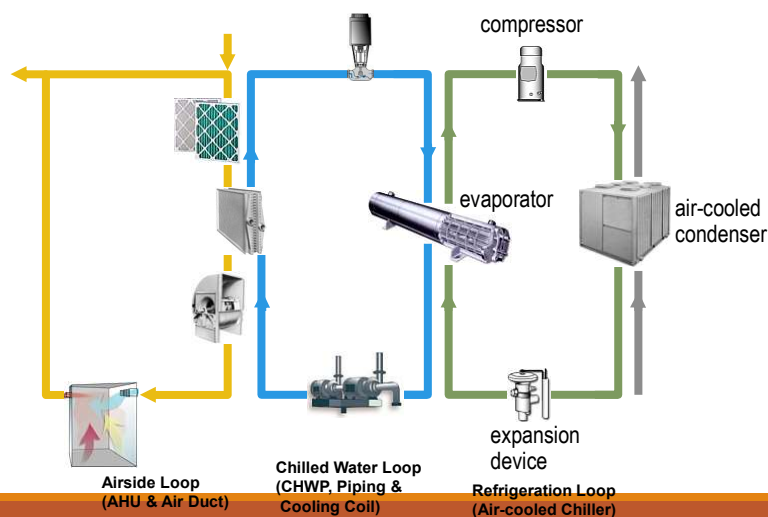 compressor
evaporator
air-cooled
condenser
expansion
device
Airside Loop
(AHU & Air Duct)
Chilled Water Loop
(CHWP, Piping &
Cooling Coil)
Refrigeration Loop
(Air-cooled Chiller)